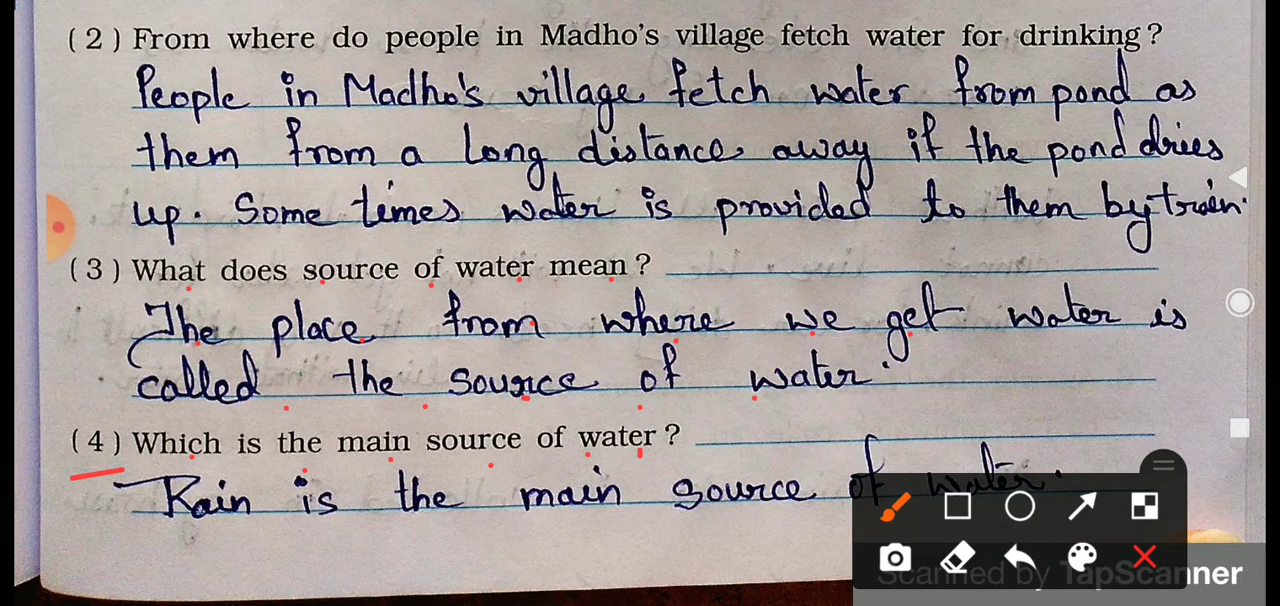 ( 2 ) From where do people in Madho's village fetch water for drinking ?
People in Madho's village fetch water from pond as
them from a long distance away if the pond dries
up. Some times water is provided to them by train.
( 3 ) What does source of water mean ?
The place from where we get water is
called the source of water.
( 4 ) Which is the main source of water ?
Rain is the main source of water.
Scanned by TapScanner